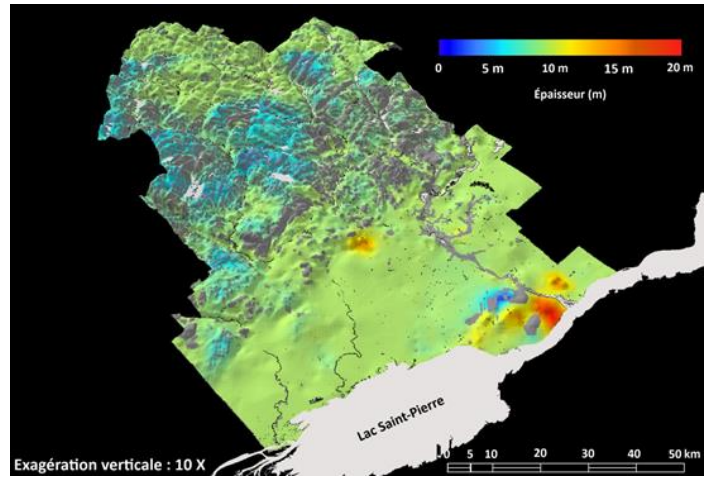 0 5 m 10 m 15 m 20 m
Épaisseur (m)
Lac Saint-Pierre
Exagération verticale : 10 X
0 5 10 20 30 40 50 km